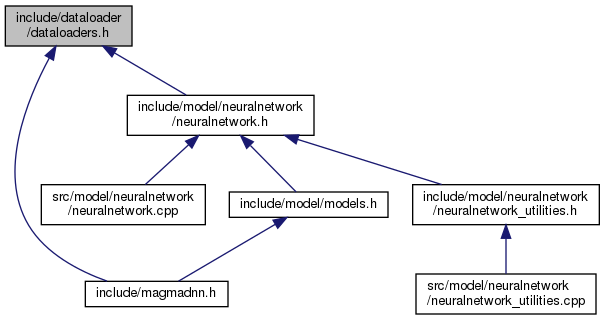 include/dataloader
/dataloaders.h
include/model/neuralnetwork
/neuralnetwork.h
src/model/neuralnetwork
/neuralnetwork.cpp
include/model/models.h
include/model/neuralnetwork
/neuralnetwork_utilities.h
include/magmadnn.h
src/model/neuralnetwork
/neuralnetwork_utilities.cpp